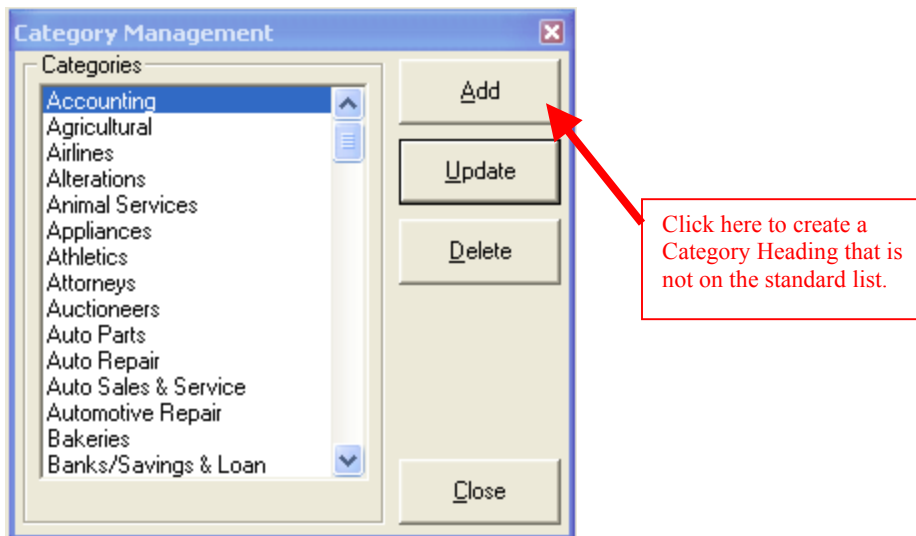 Category Management
Categories
Accounting
Agricultural
Airlines
Alterations
Animal Services
Appliances
Athletics
Attorneys
Auctioneers
Auto Parts
Auto Repair
Auto Sales & Service
Automotive Repair
Bakeries
Banks/Savings & Loan
Add
Update
Delete
Close
Click here to create a
Category Heading that is
not on the standard list.